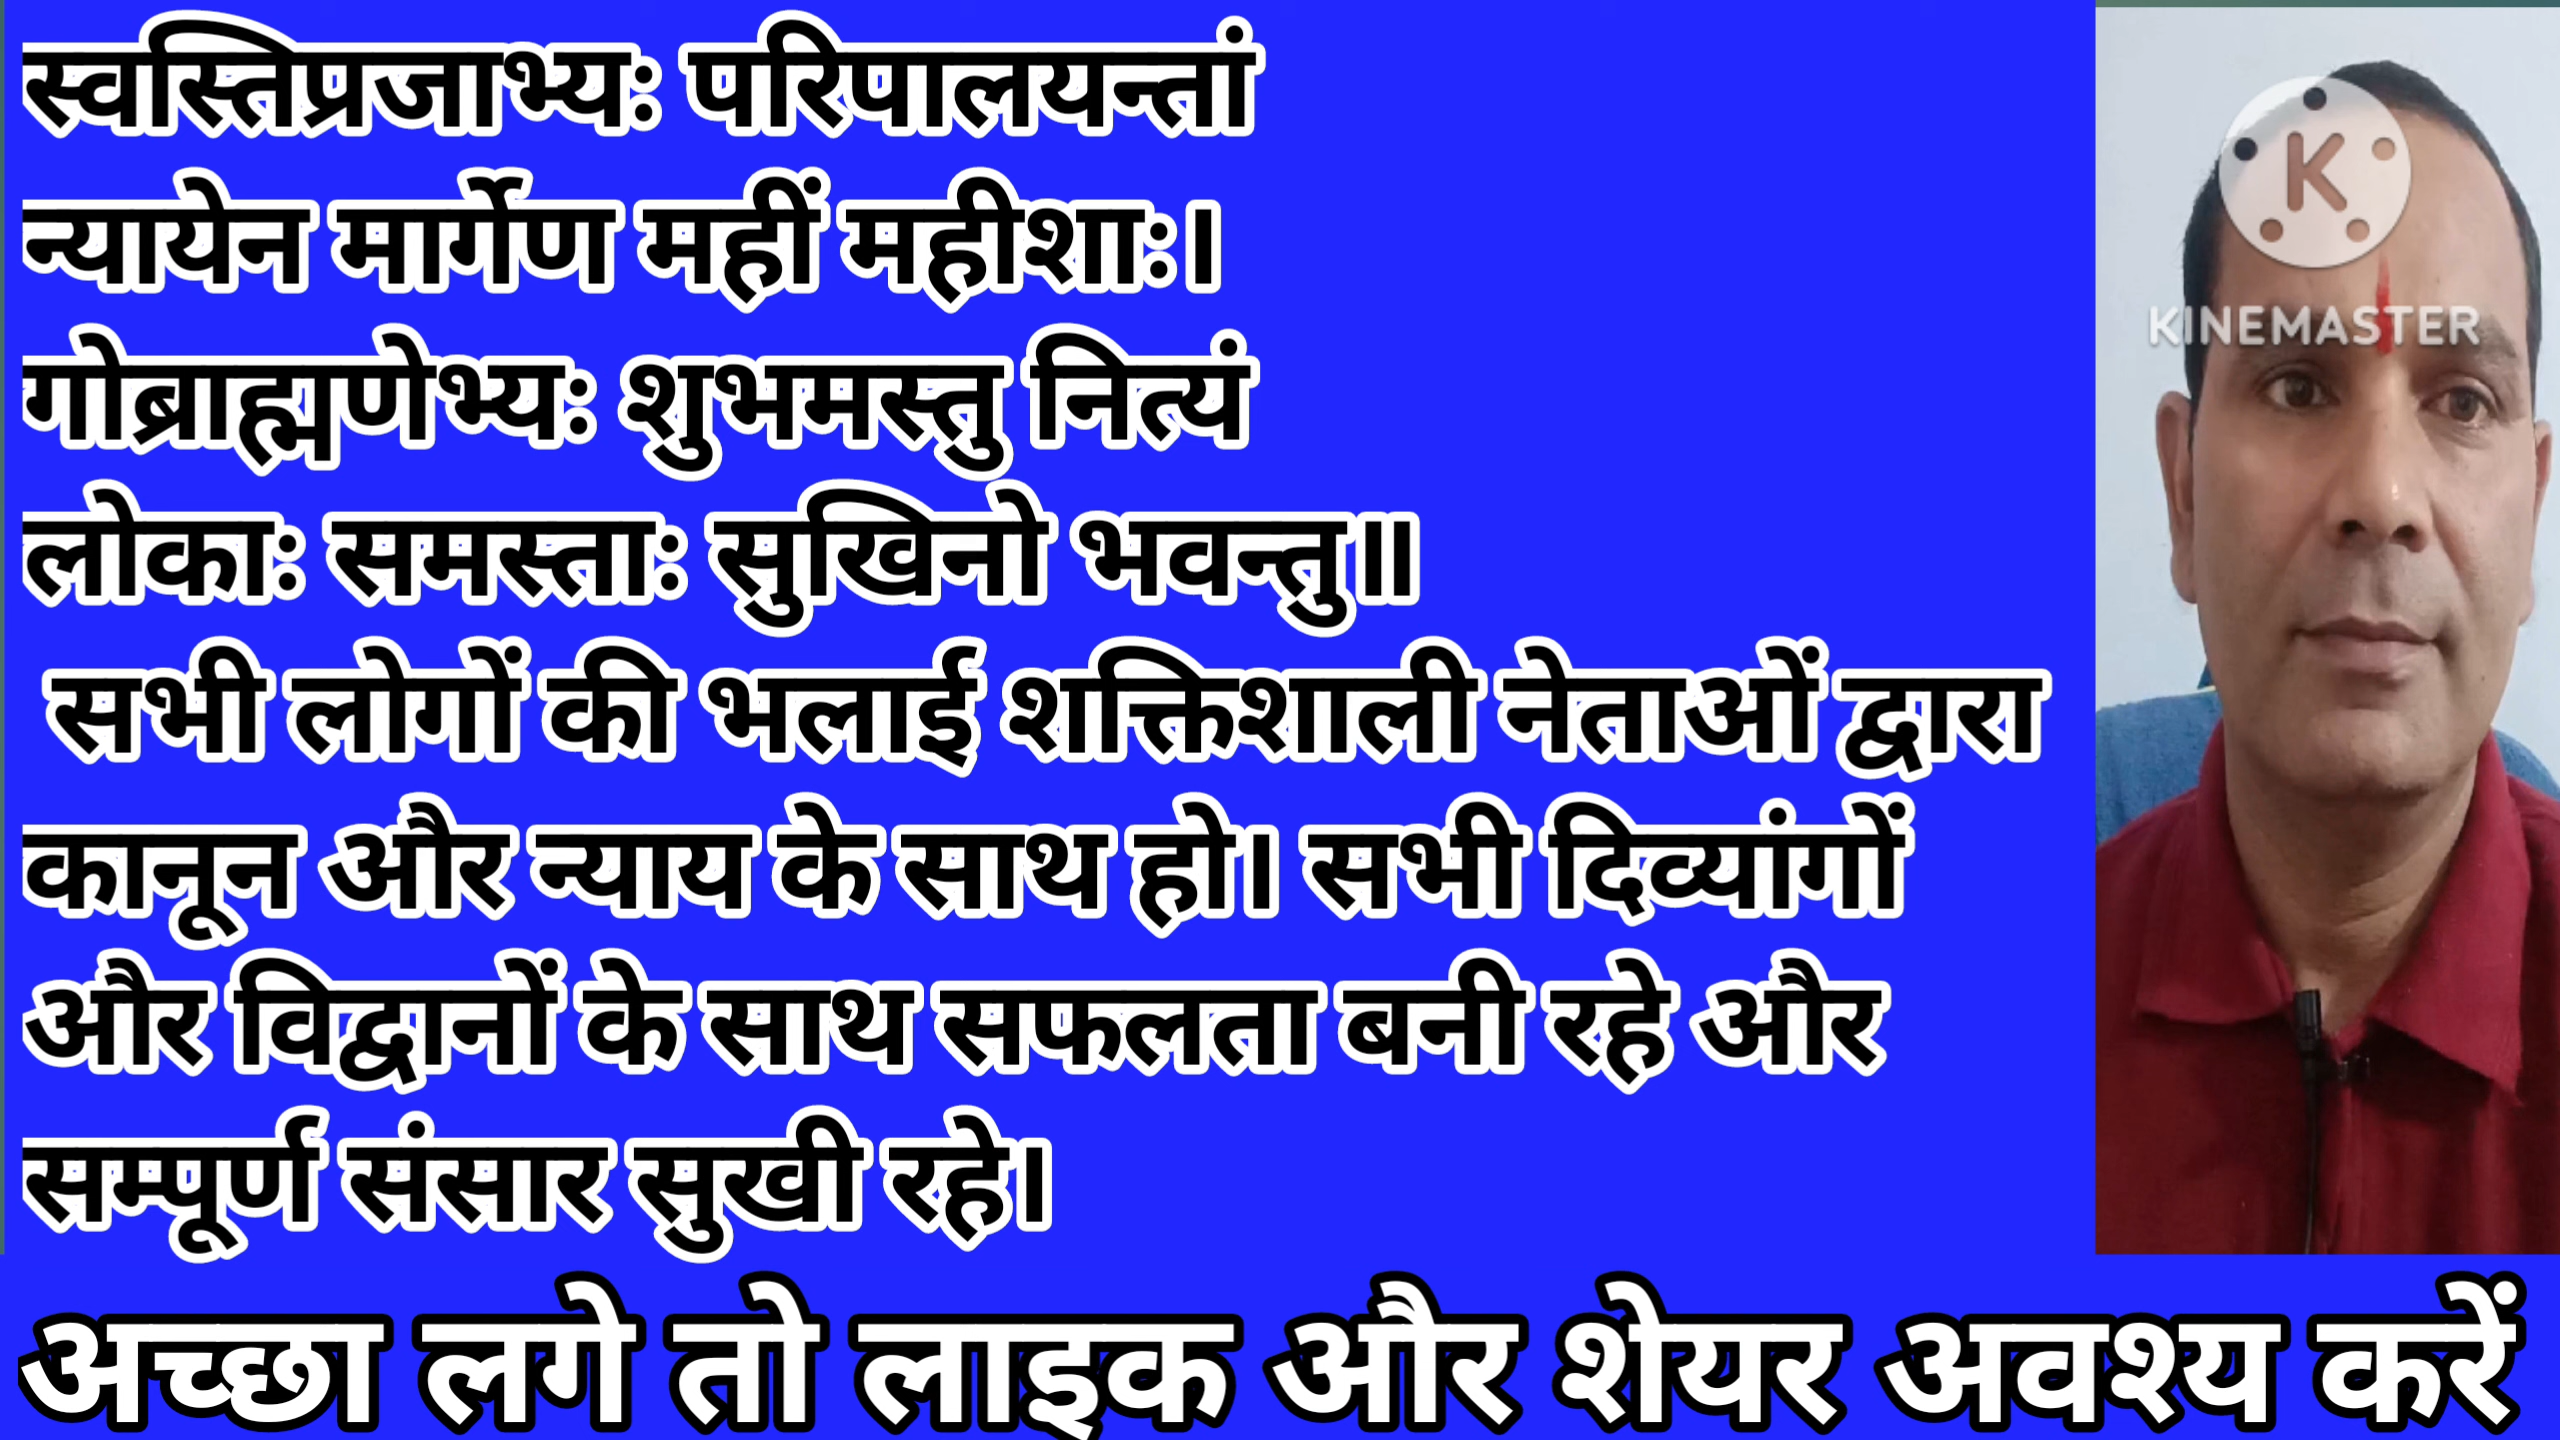 स्वस्तिप्रजाभ्यः परिपालयन्तां
न्यायेन मार्गेण महीं महीशाः।
गोब्राह्मणेभ्यः शुभमस्तु नित्यं
लोकाः समस्ताः सुखिनो भवन्तु॥
सभी लोगों की भलाई शक्तिशाली नेताओं द्वारा
कानून और न्याय के साथ हो। सभी दिव्यांगों
और विद्वानों के साथ सफलता बनी रहे और
सम्पूर्ण संसार सुखी रहे।
अच्छा लगे तो लाइक और शेयर अवश्य करें
K
KINEMASTER